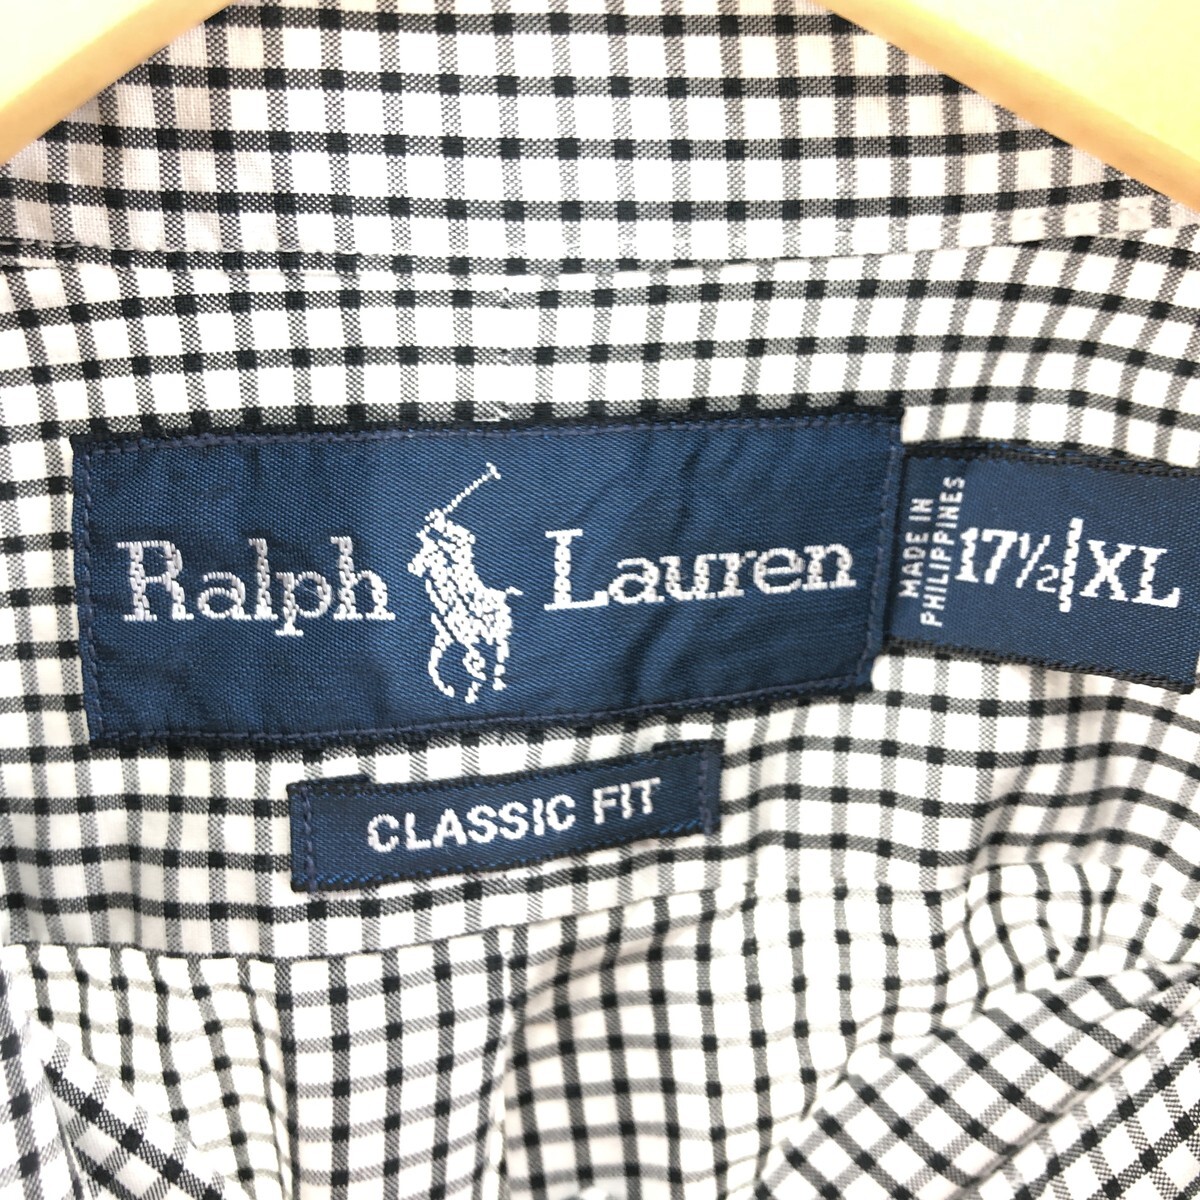 Ralph Lauren
MADE IN
PHILIPPINES
17½ XL
CLASSIC FIT